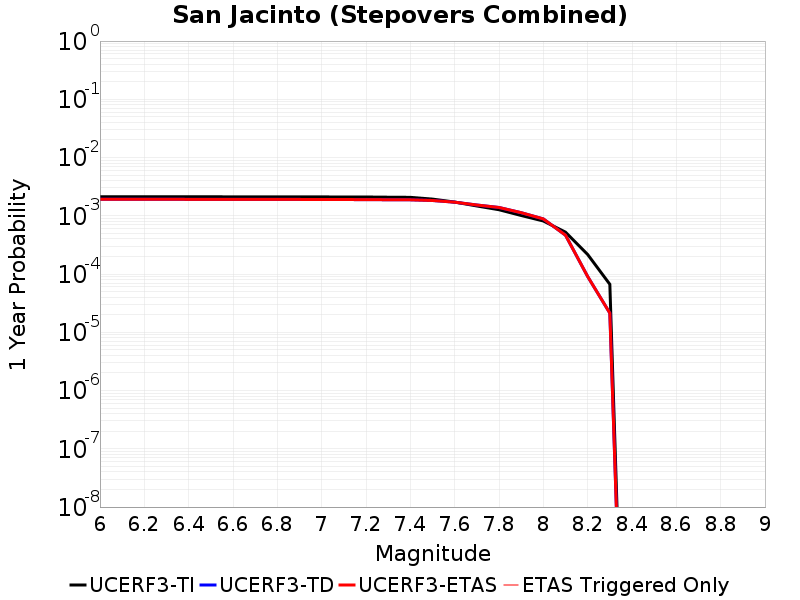 San Jacinto (Stepovers Combined)
10^0
10^-1
10^-2
10^-3
10^-4
10^-5
10^-6
10^-7
10^-8
1 Year Probability
6 6.2 6.4 6.6 6.8 7 7.2 7.4 7.6 7.8 8 8.2 8.4 8.6 8.8 9
Magnitude
UCERF3-TI UCERF3-TD UCERF3-ETAS ETAS Triggered Only